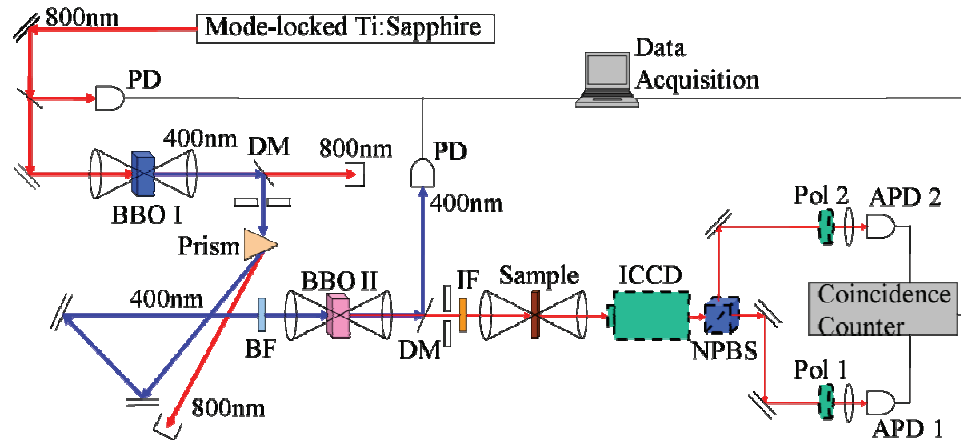 800nm
Mode-locked Ti:Sapphire
Data
Acquisition
PD
400nm
DM
800nm
PD
BBO I
400nm
Pol 2
APD 2
Prism
BBO II
IF
Sample
ICCD
400nm
Coincidence
Counter
BF
DM
NPBS
Pol 1
800nm
APD 1